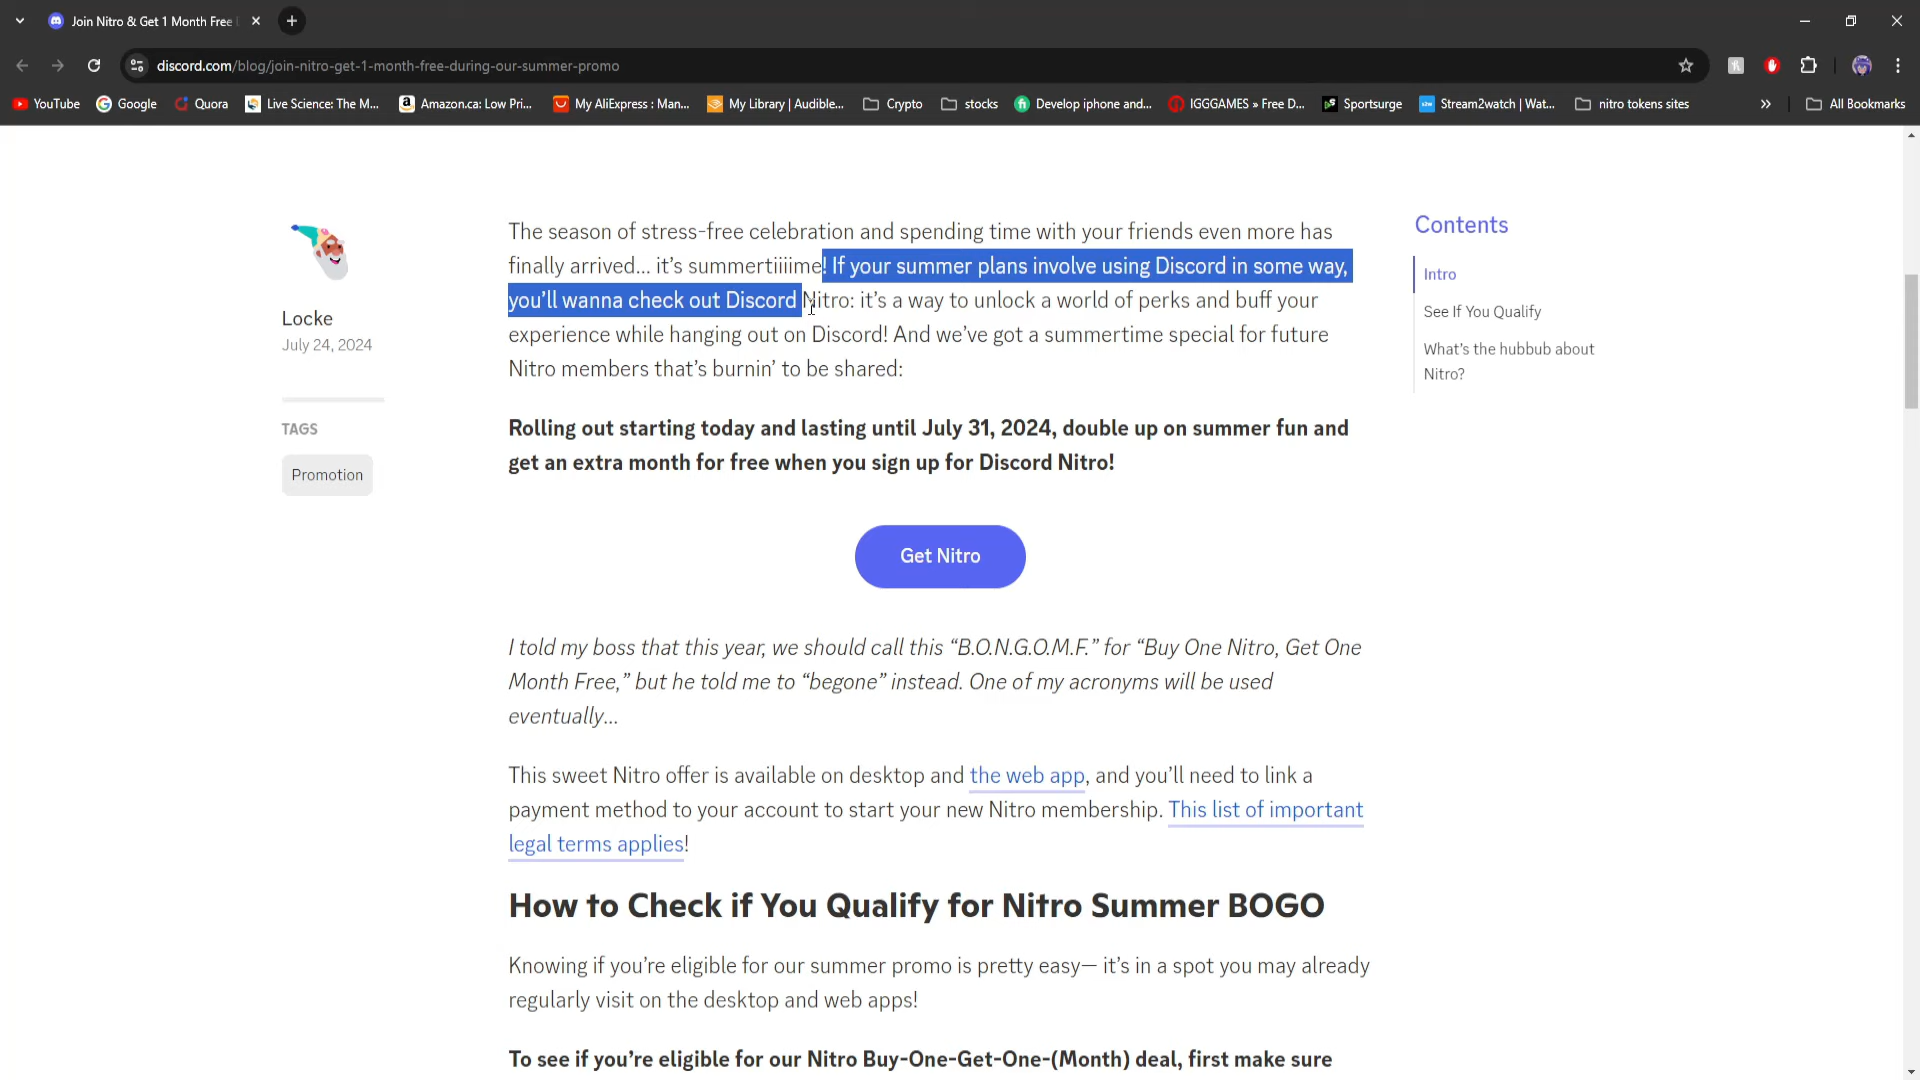 Join Nitro & Get 1 Month Free
discord.com/blog/join-nitro-get-1-month-free-during-our-summer-promo
YouTube
Google
Quora
Live Science: The M...
Amazon.ca: Low Pri...
My AliExpress : Man...
My Library | Audible...
Crypto
stocks
Develop iphone and...
IGGGAMES » Free D...
Sportsurge
Stream2watch | Wat...
nitro tokens sites
»
All Bookmarks
Locke
July 24, 2024
TAGS
Promotion
The season of stress-free celebration and spending time with your friends even more has
finally arrived... it’s summertiiiime! If your summer plans involve using Discord in some way,
you’ll wanna check out Discord Nitro: it’s a way to unlock a world of perks and buff your
experience while hanging out on Discord! And we’ve got a summertime special for future
Nitro members that’s burnin’ to be shared:
Rolling out starting today and lasting until July 31, 2024, double up on summer fun and
get an extra month for free when you sign up for Discord Nitro!
Get Nitro
I told my boss that this year, we should call this “B.O.N.G.O.M.F.” for “Buy One Nitro, Get One
Month Free,” but he told me to “begone” instead. One of my acronyms will be used
eventually...
This sweet Nitro offer is available on desktop and the web app, and you’ll need to link a
payment method to your account to start your new Nitro membership. This list of important
legal terms applies!
How to Check if You Qualify for Nitro Summer BOGO
Knowing if you’re eligible for our summer promo is pretty easy— it’s in a spot you may already
regularly visit on the desktop and web apps!
To see if you’re eligible for our Nitro Buy-One-Get-One-(Month) deal, first make sure
Contents
Intro
See If You Qualify
What’s the hubbub about
Nitro?